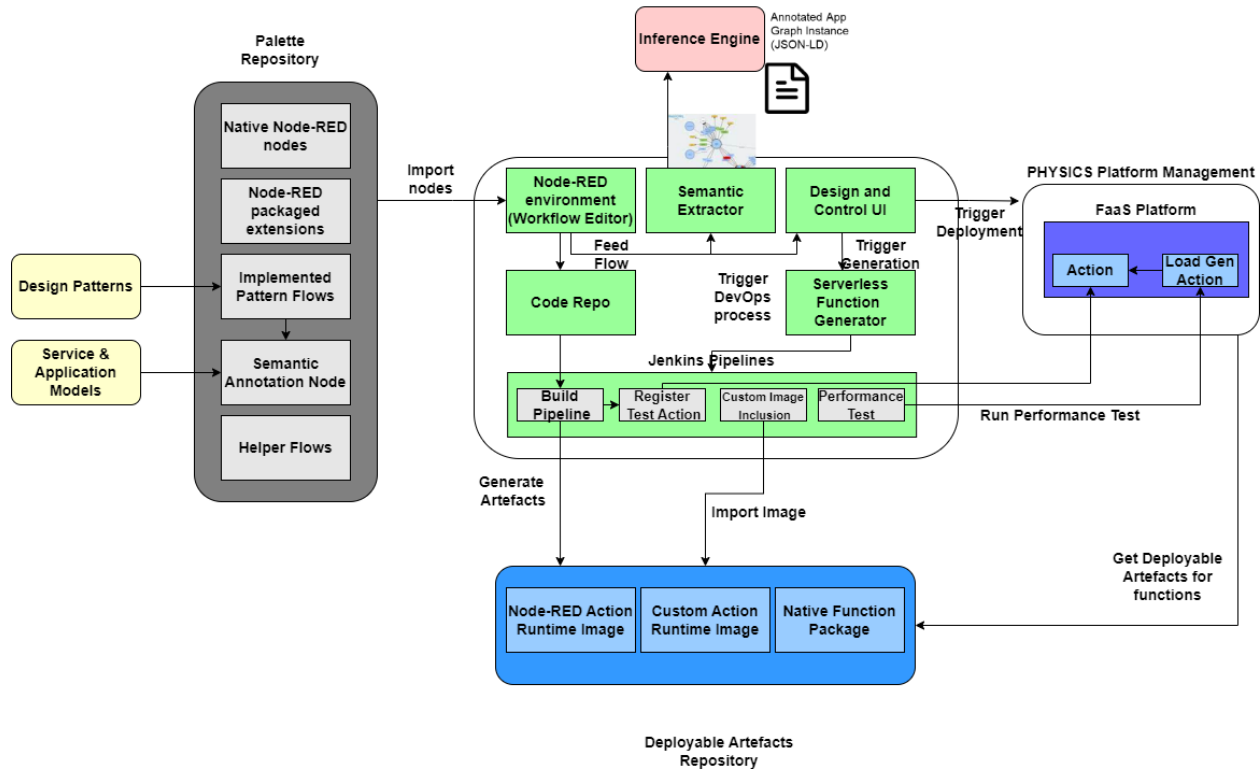 Annotated App
Graph Instance
(JSON-LD)
Inference Engine
Palette
Repository
Native Node-RED
nodes
Node-RED
packaged
extensions
Implemented
Pattern Flows
Semantic
Annotation Node
Helper Flows
Design Patterns
Service &
Application
Models
Import
nodes
Node-RED
environment
(Workflow Editor)
Semantic
Extractor
Design and
Control UI
Feed
Flow
Trigger
Generation
Code Repo
Trigger
DevOps
process
Serverless
Function
Generator
Jenkins Pipelines
Build
Pipeline
Register
Test Action
Custom Image
Inclusion
Performance
Test
Trigger
Deployment
PHYSICS Platform Management
FaaS Platform
Action
Load Gen
Action
Run Performance Test
Generate
Artefacts
Import Image
Get Deployable
Artefacts for
functions
Node-RED Action
Runtime Image
Custom Action
Runtime Image
Native Function
Package
Deployable Artefacts
Repository